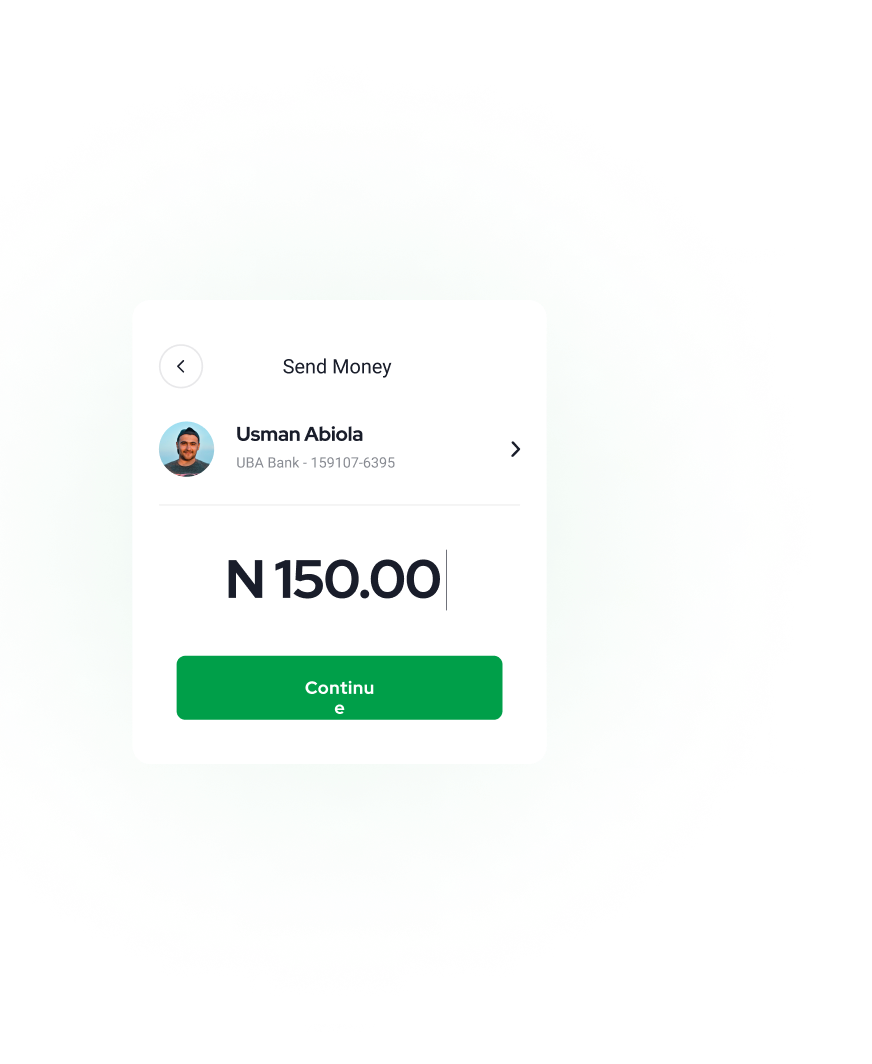 Send Money
Usman Abiola
UBA Bank - 159107-6395
N 150.00
Continu
e